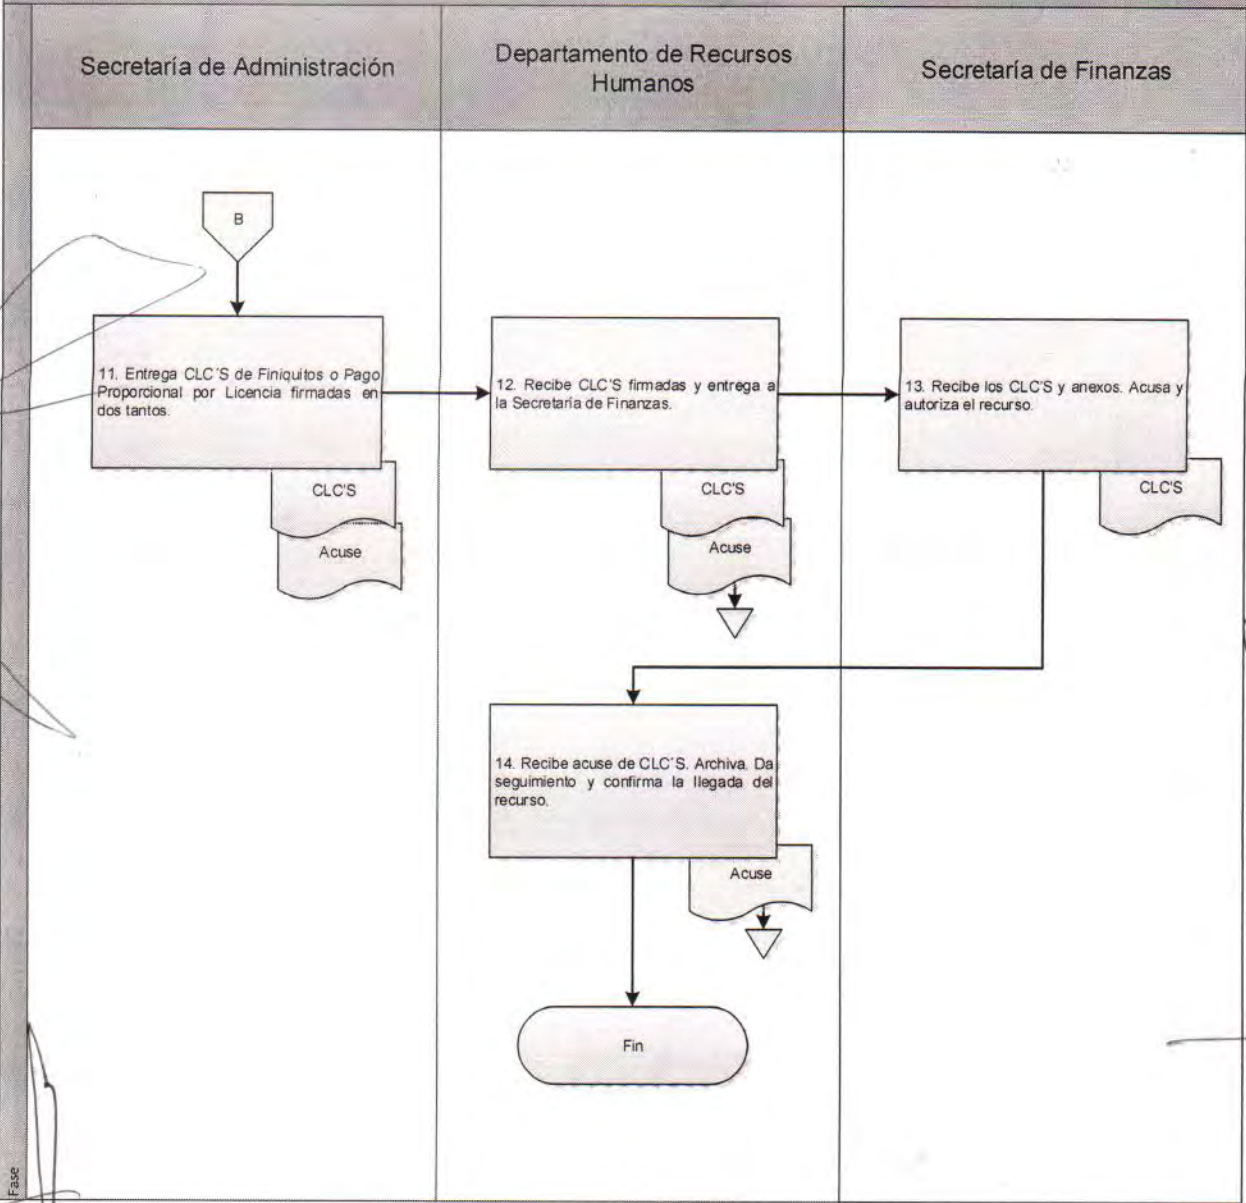 Secretaría de Administración
Departamento de Recursos
Humanos
Secretaría de Finanzas
B
11. Entrega CLC´S de Finiquitos o Pago
Proporcional por Licencia firmadas en
dos tantos.
CLC'S
Acuse
12. Recibe CLC'S firmadas y entrega a
la Secretaría de Finanzas.
CLC'S
Acuse
13. Recibe los CLC'S y anexos. Acusa y
autoriza el recurso.
CLC'S
14. Recibe acuse de CLC´S. Archiva. Da
seguimiento y confirma la llegada del
recurso.
Acuse
Fin
Fase